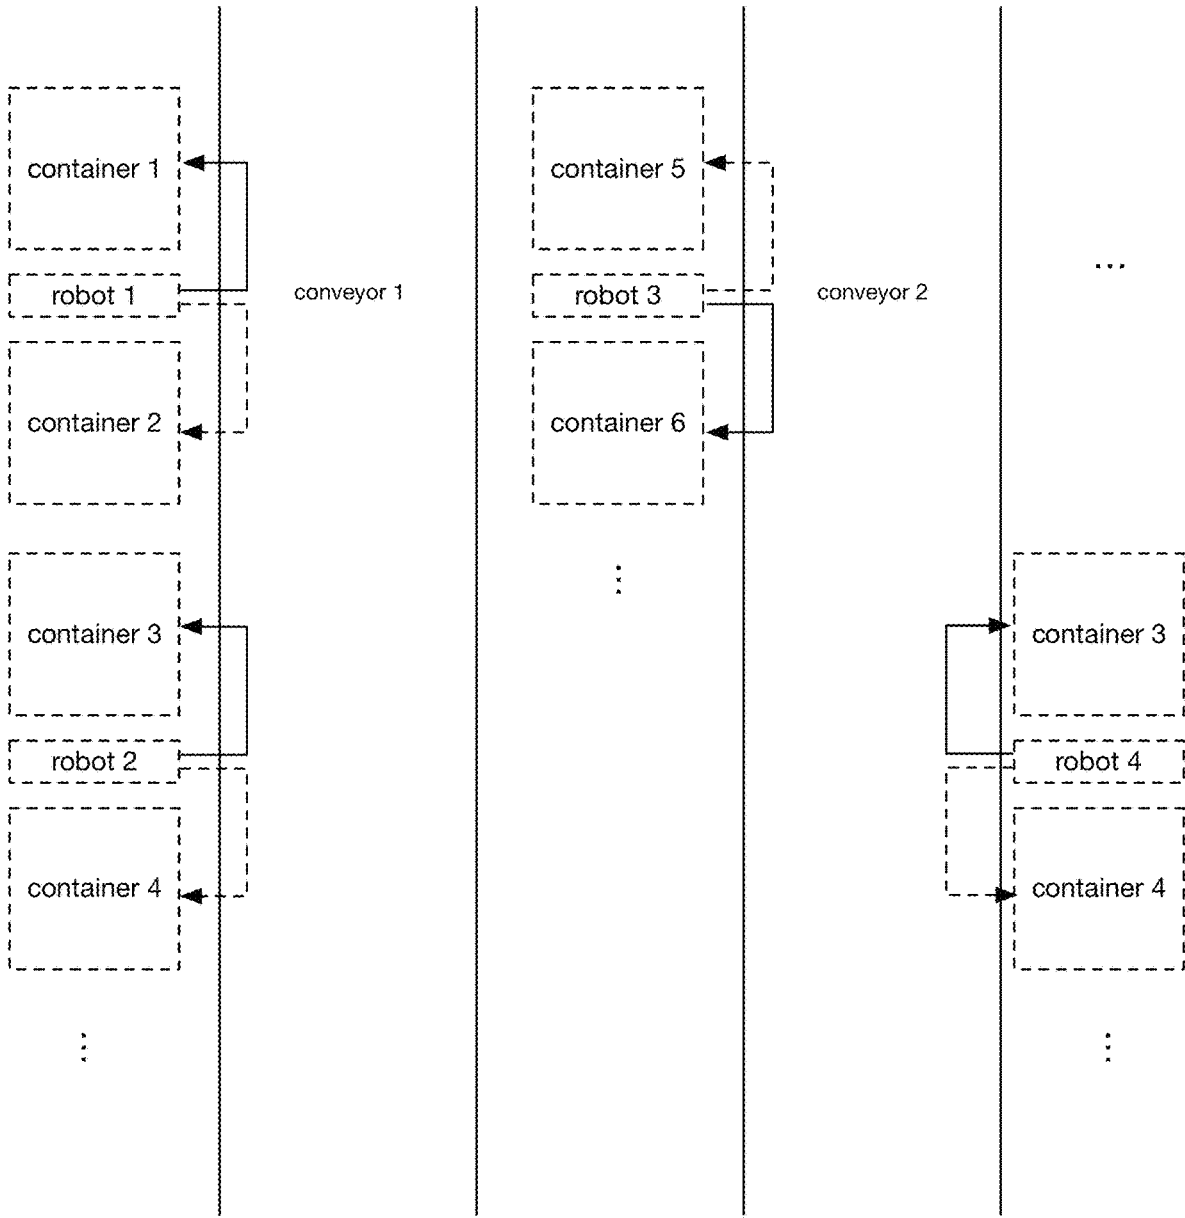 container 1
robot 1
container 2
container 3
robot 2
container 4
conveyor 1
container 5
robot 3
container 6
conveyor 2
container 3
robot 4
container 4